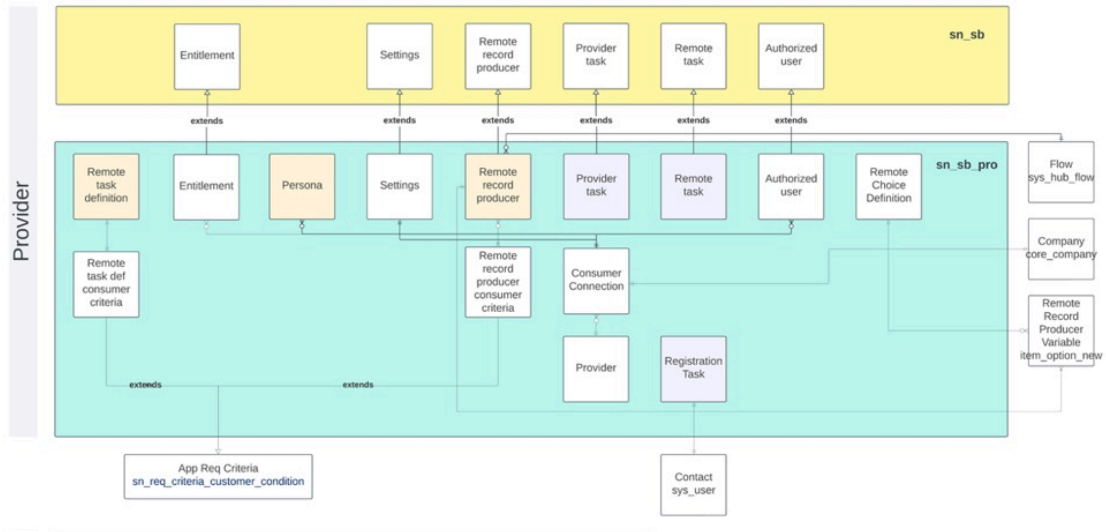 Provider
sn_sb
Entitlement
Settings
Remote
record
producer
Provider
task
Remote
task
Authorized
user
extends
extends
extends
extends
extends
extends
sn_sb_pro
Remote
task
definition
Entitlement
Persona
Settings
Remote
record
producer
Provider
task
Remote
task
Authorized
user
Remote
Choice
Definition
Flow
sys_hub_flow
Company
core_company
Remote
task def
consumer
criteria
Remote
record
producer
consumer
criteria
Consumer
Connection
Remote
Record
Producer
Variable
item_option_new
Provider
Registration
Task
extends
extends
App Req Criteria
sn_req_criteria_customer_condition
Contact
sys_user